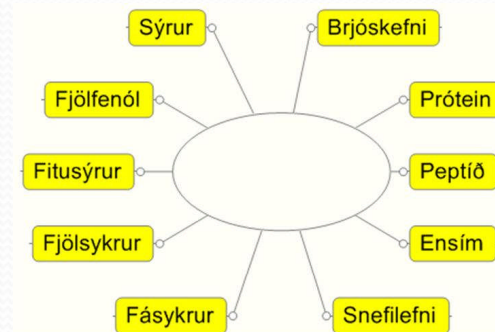 Sýrur
Brjóskefni
Fjölfenól
Prótein
Fitusýrur
Peptíð
Fjölsykrur
Ensím
Fásykrur
Snefilefni